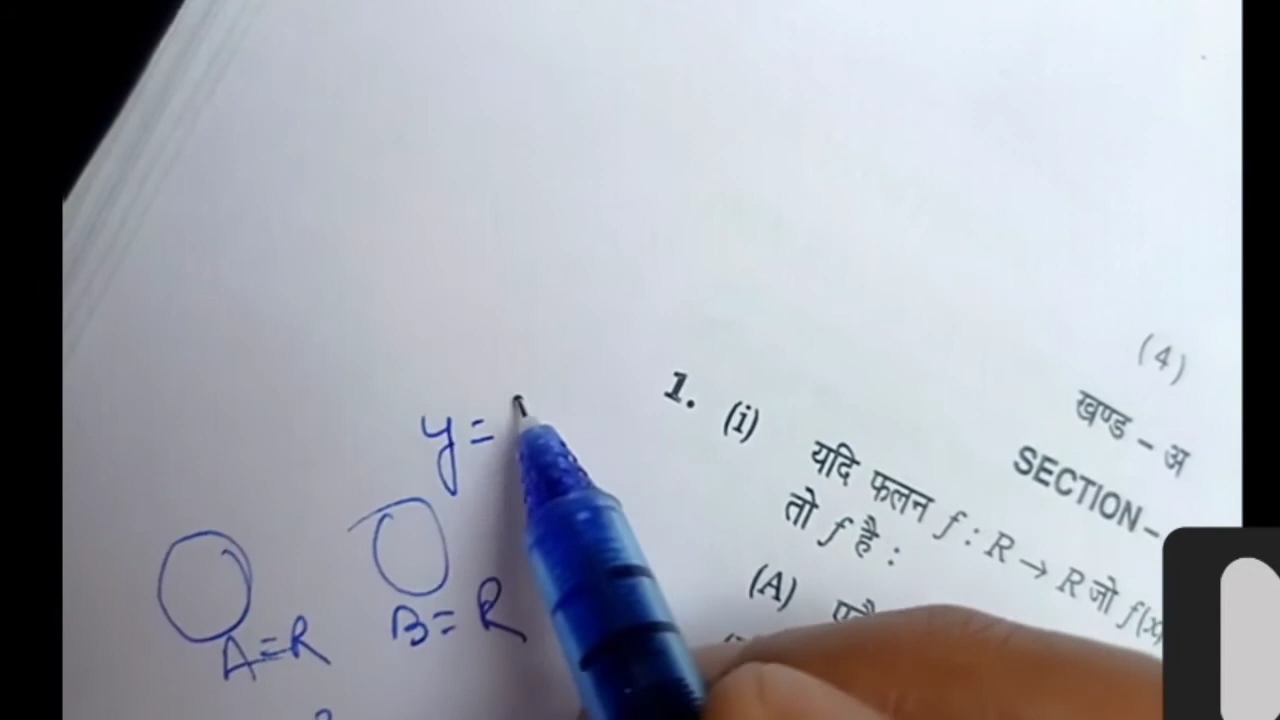 (4)
खण्ड - अ
SECTION-
1. (i) यदि फलन f : R → R जो f(x)
तो f है :
(A)
y =
A=R
B=R